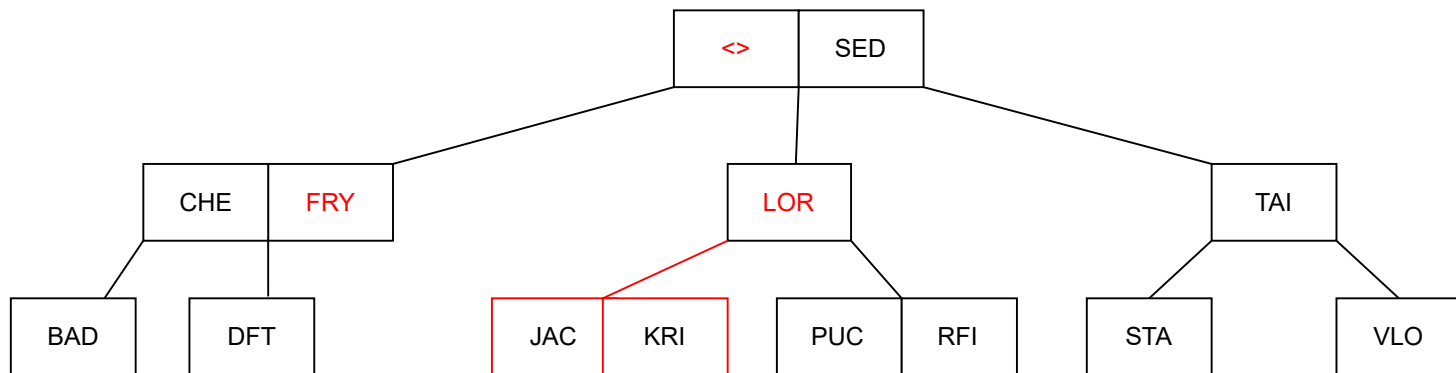 <> SED
CHE FRY LOR TAI
BAD DFT JAC KRI PUC RFI STA VLO